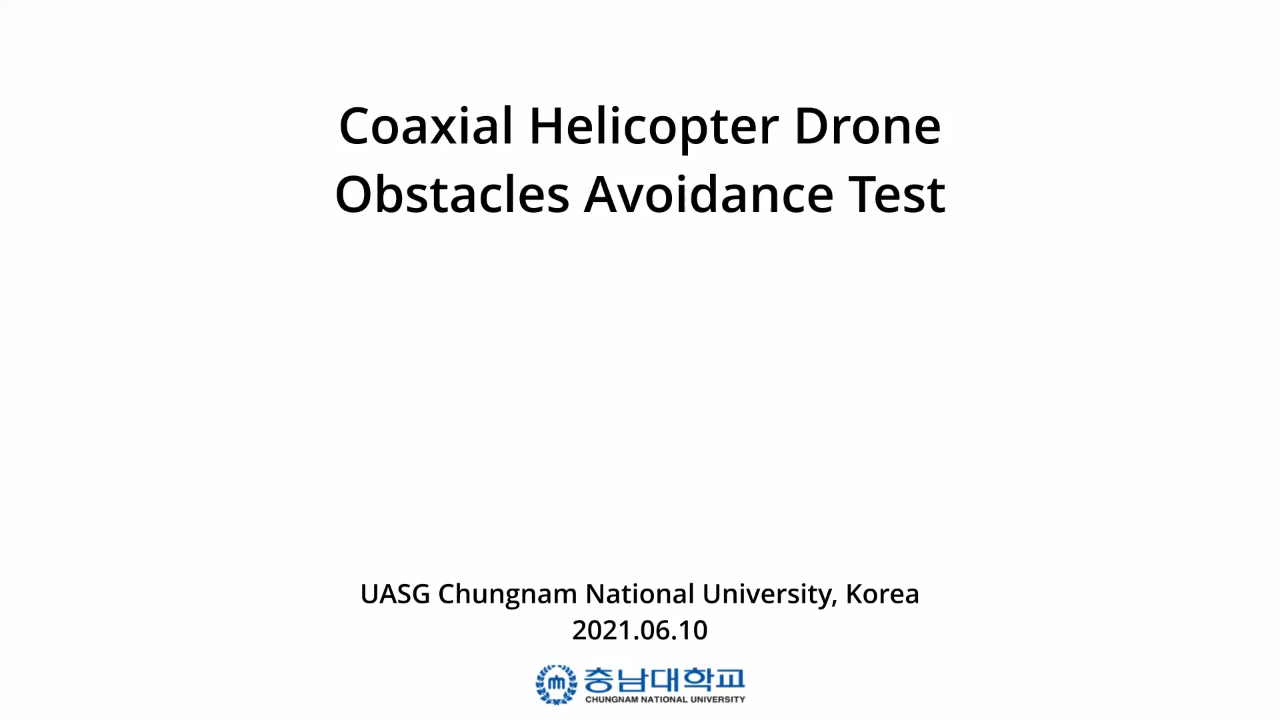 Coaxial Helicopter Drone
Obstacles Avoidance Test
UASG Chungnam National University, Korea
2021.06.10
충남대학교
CHUNGNAM NATIONAL UNIVERSITY